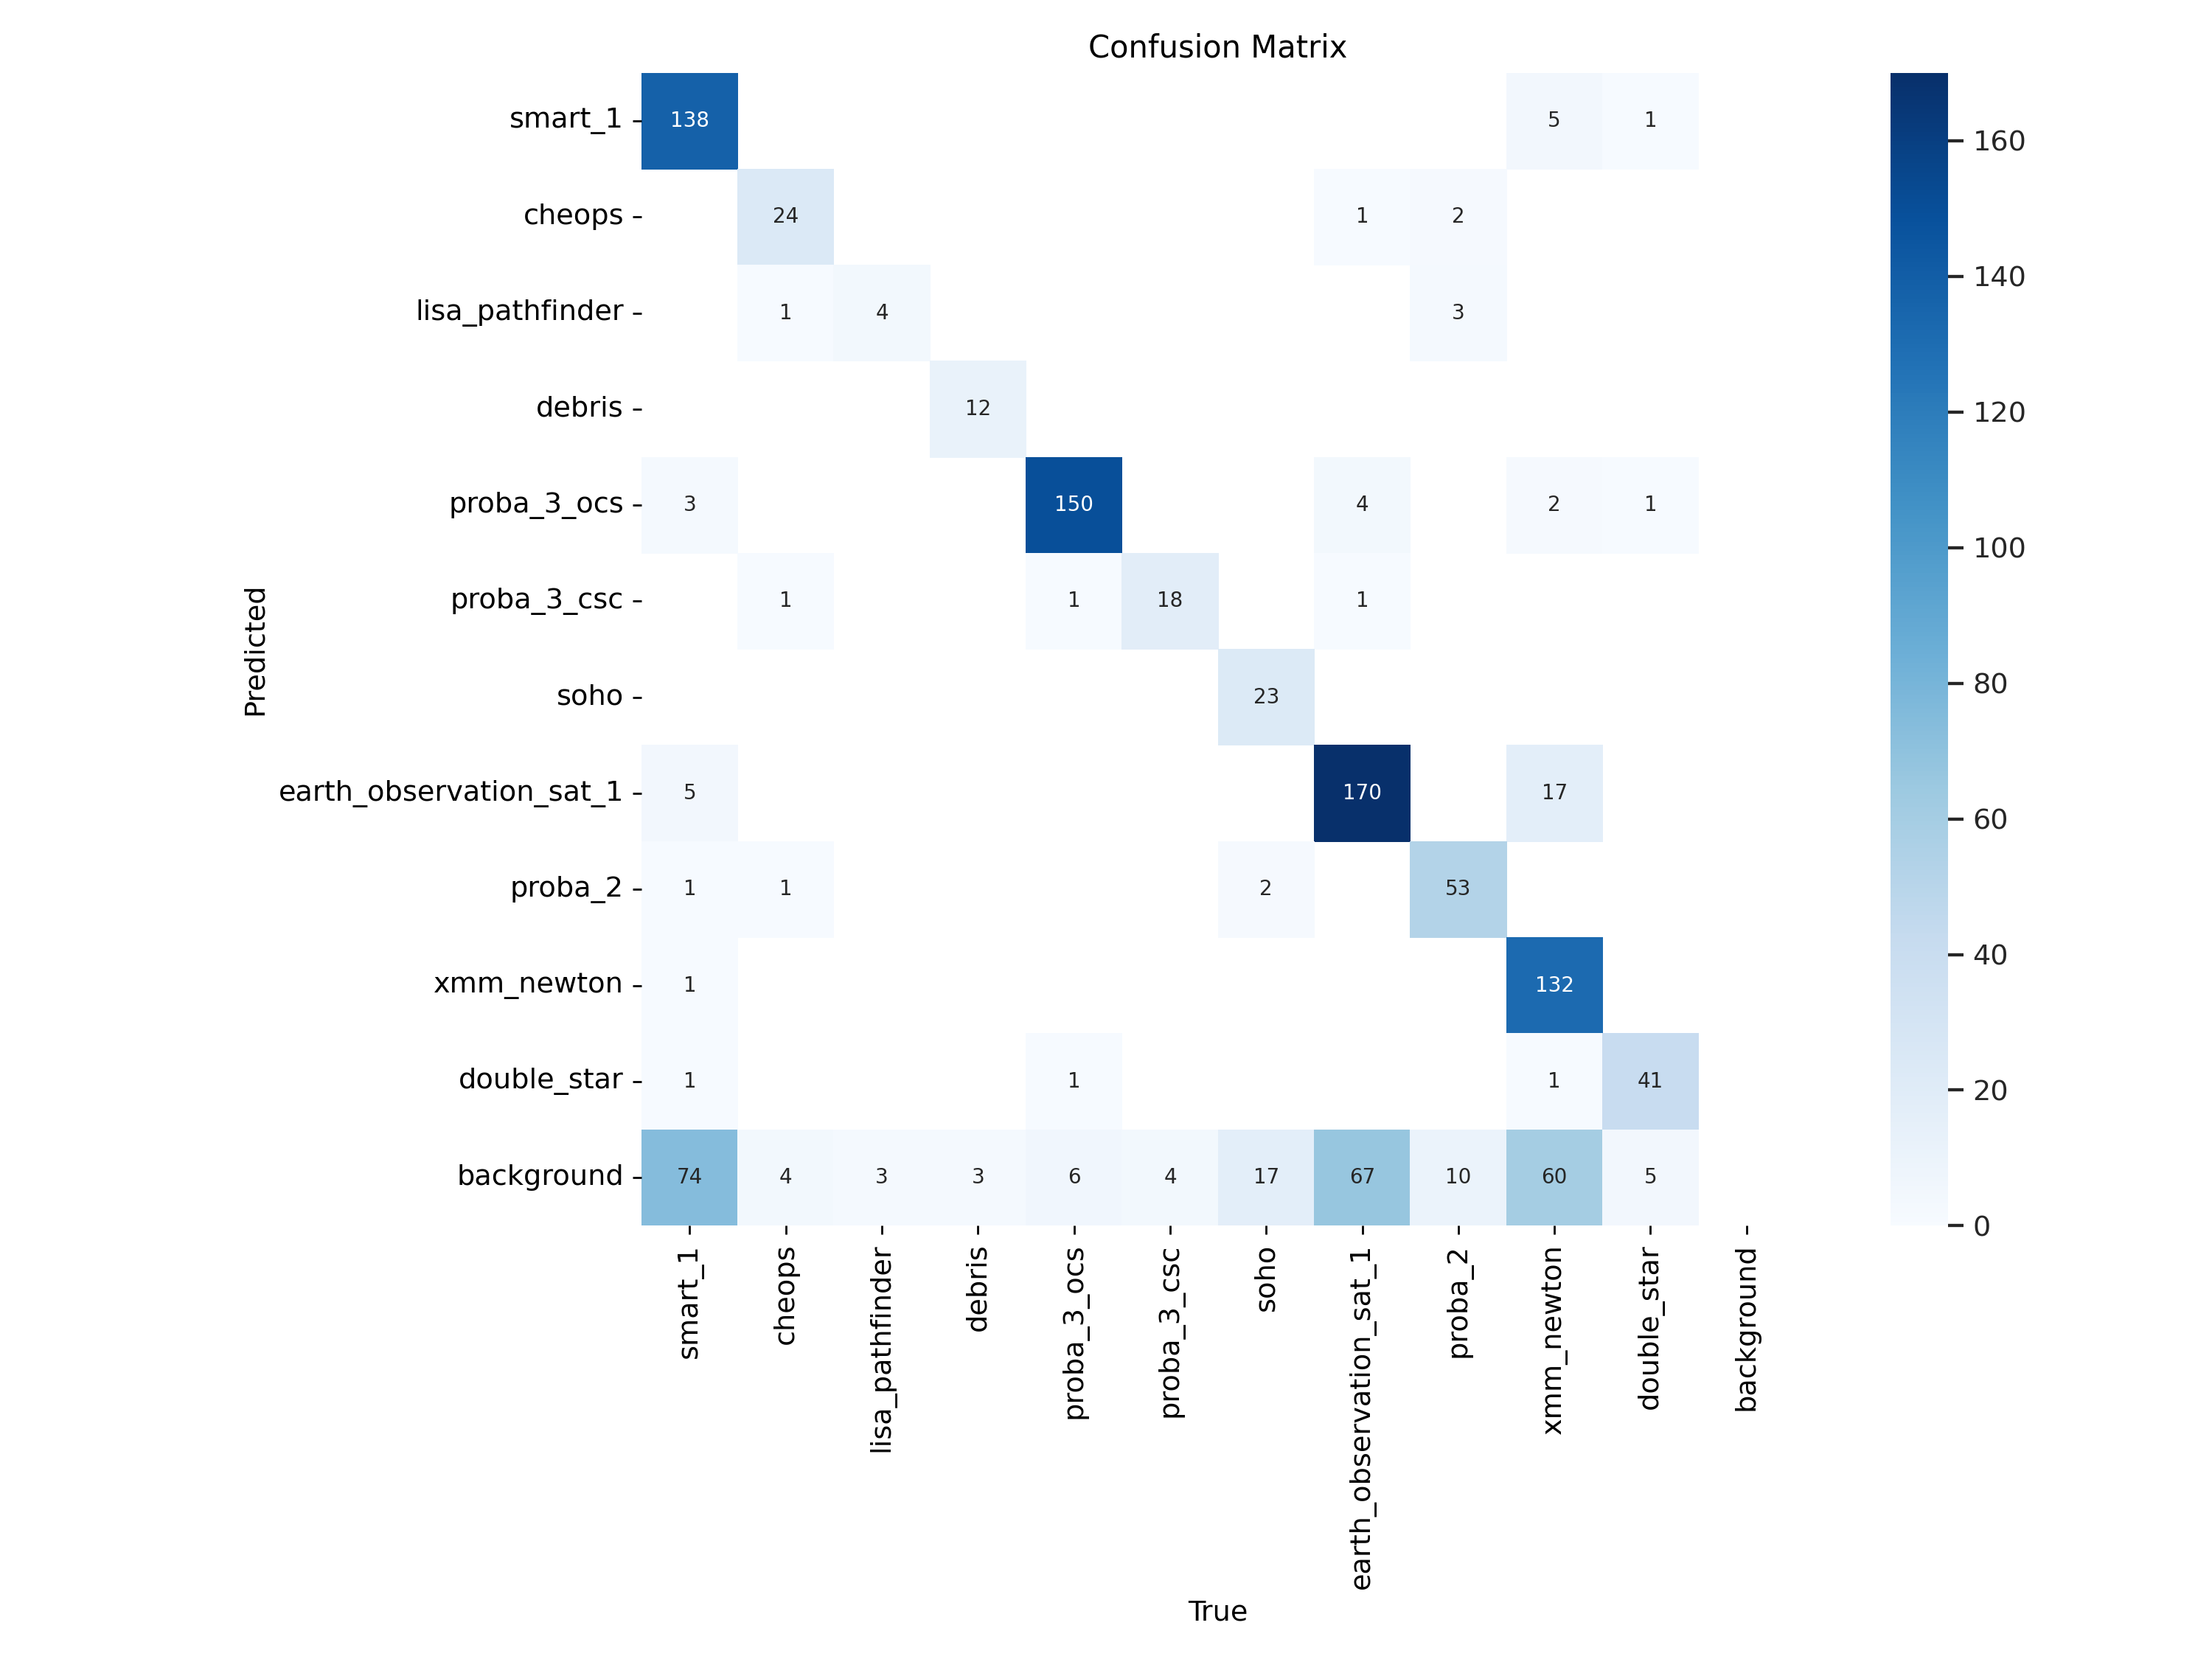 Confusion Matrix
smart_1 138 5 1
cheops 24 1 2
lisa_pathfinder 1 4 3
debris 12
proba_3_ocs 3 150 4 2 1
proba_3_csc 1 1 18 1
soho 23
earth_observation_sat_1 5 170 17
proba_2 1 1 2 53
xmm_newton 1 132
double_star 1 1 1 41
background 74 4 3 3 6 4 17 67 10 60 5
Predicted
smart_1
cheops
lisa_pathfinder
debris
proba_3_ocs
proba_3_csc
soho
earth_observation_sat_1
proba_2
xmm_newton
double_star
background
True
160
140
120
100
80
60
40
20
0